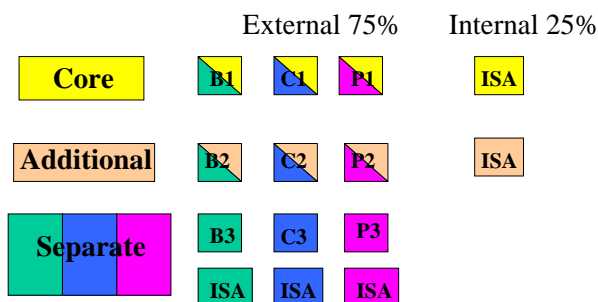 External 75% Internal 25%
Core B1 C1 P1 ISA
Additional B2 C2 P2 ISA
Separate B3 C3 P3
ISA ISA ISA